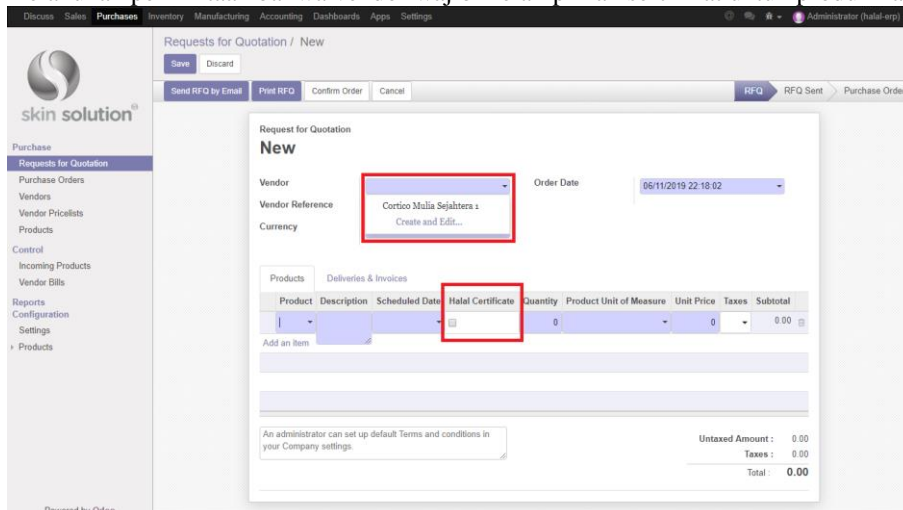 Discuss Sales Purchases Inventory Manufacturing Accounting Dashboards Apps Settings Administrator (halal-erp)
Requests for Quotation / New
Save Discard
Send RFQ by Email Print RFQ Confirm Order Cancel RFQ RFQ Sent Purchase Orde
skin solution®
Purchase
Requests for Quotation
Purchase Orders
Vendors
Vendor Pricelists
Products
Control
Incoming Products
Vendor Bills
Reports
Configuration
Settings
Products
Request for Quotation
New
Vendor
Cortico Mulia Sejahtera 1
Create and Edit...
Vendor Reference
Currency
Order Date 06/11/2019 22:18:02
Products Deliveries & Invoices
Product Description Scheduled Date Halal Certificate Quantity Product Unit of Measure Unit Price Taxes Subtotal
0 0 0.00
Add an item
An administrator can set up default Terms and conditions in
your Company settings.
Untaxed Amount : 0.00
Taxes : 0.00
Total : 0.00